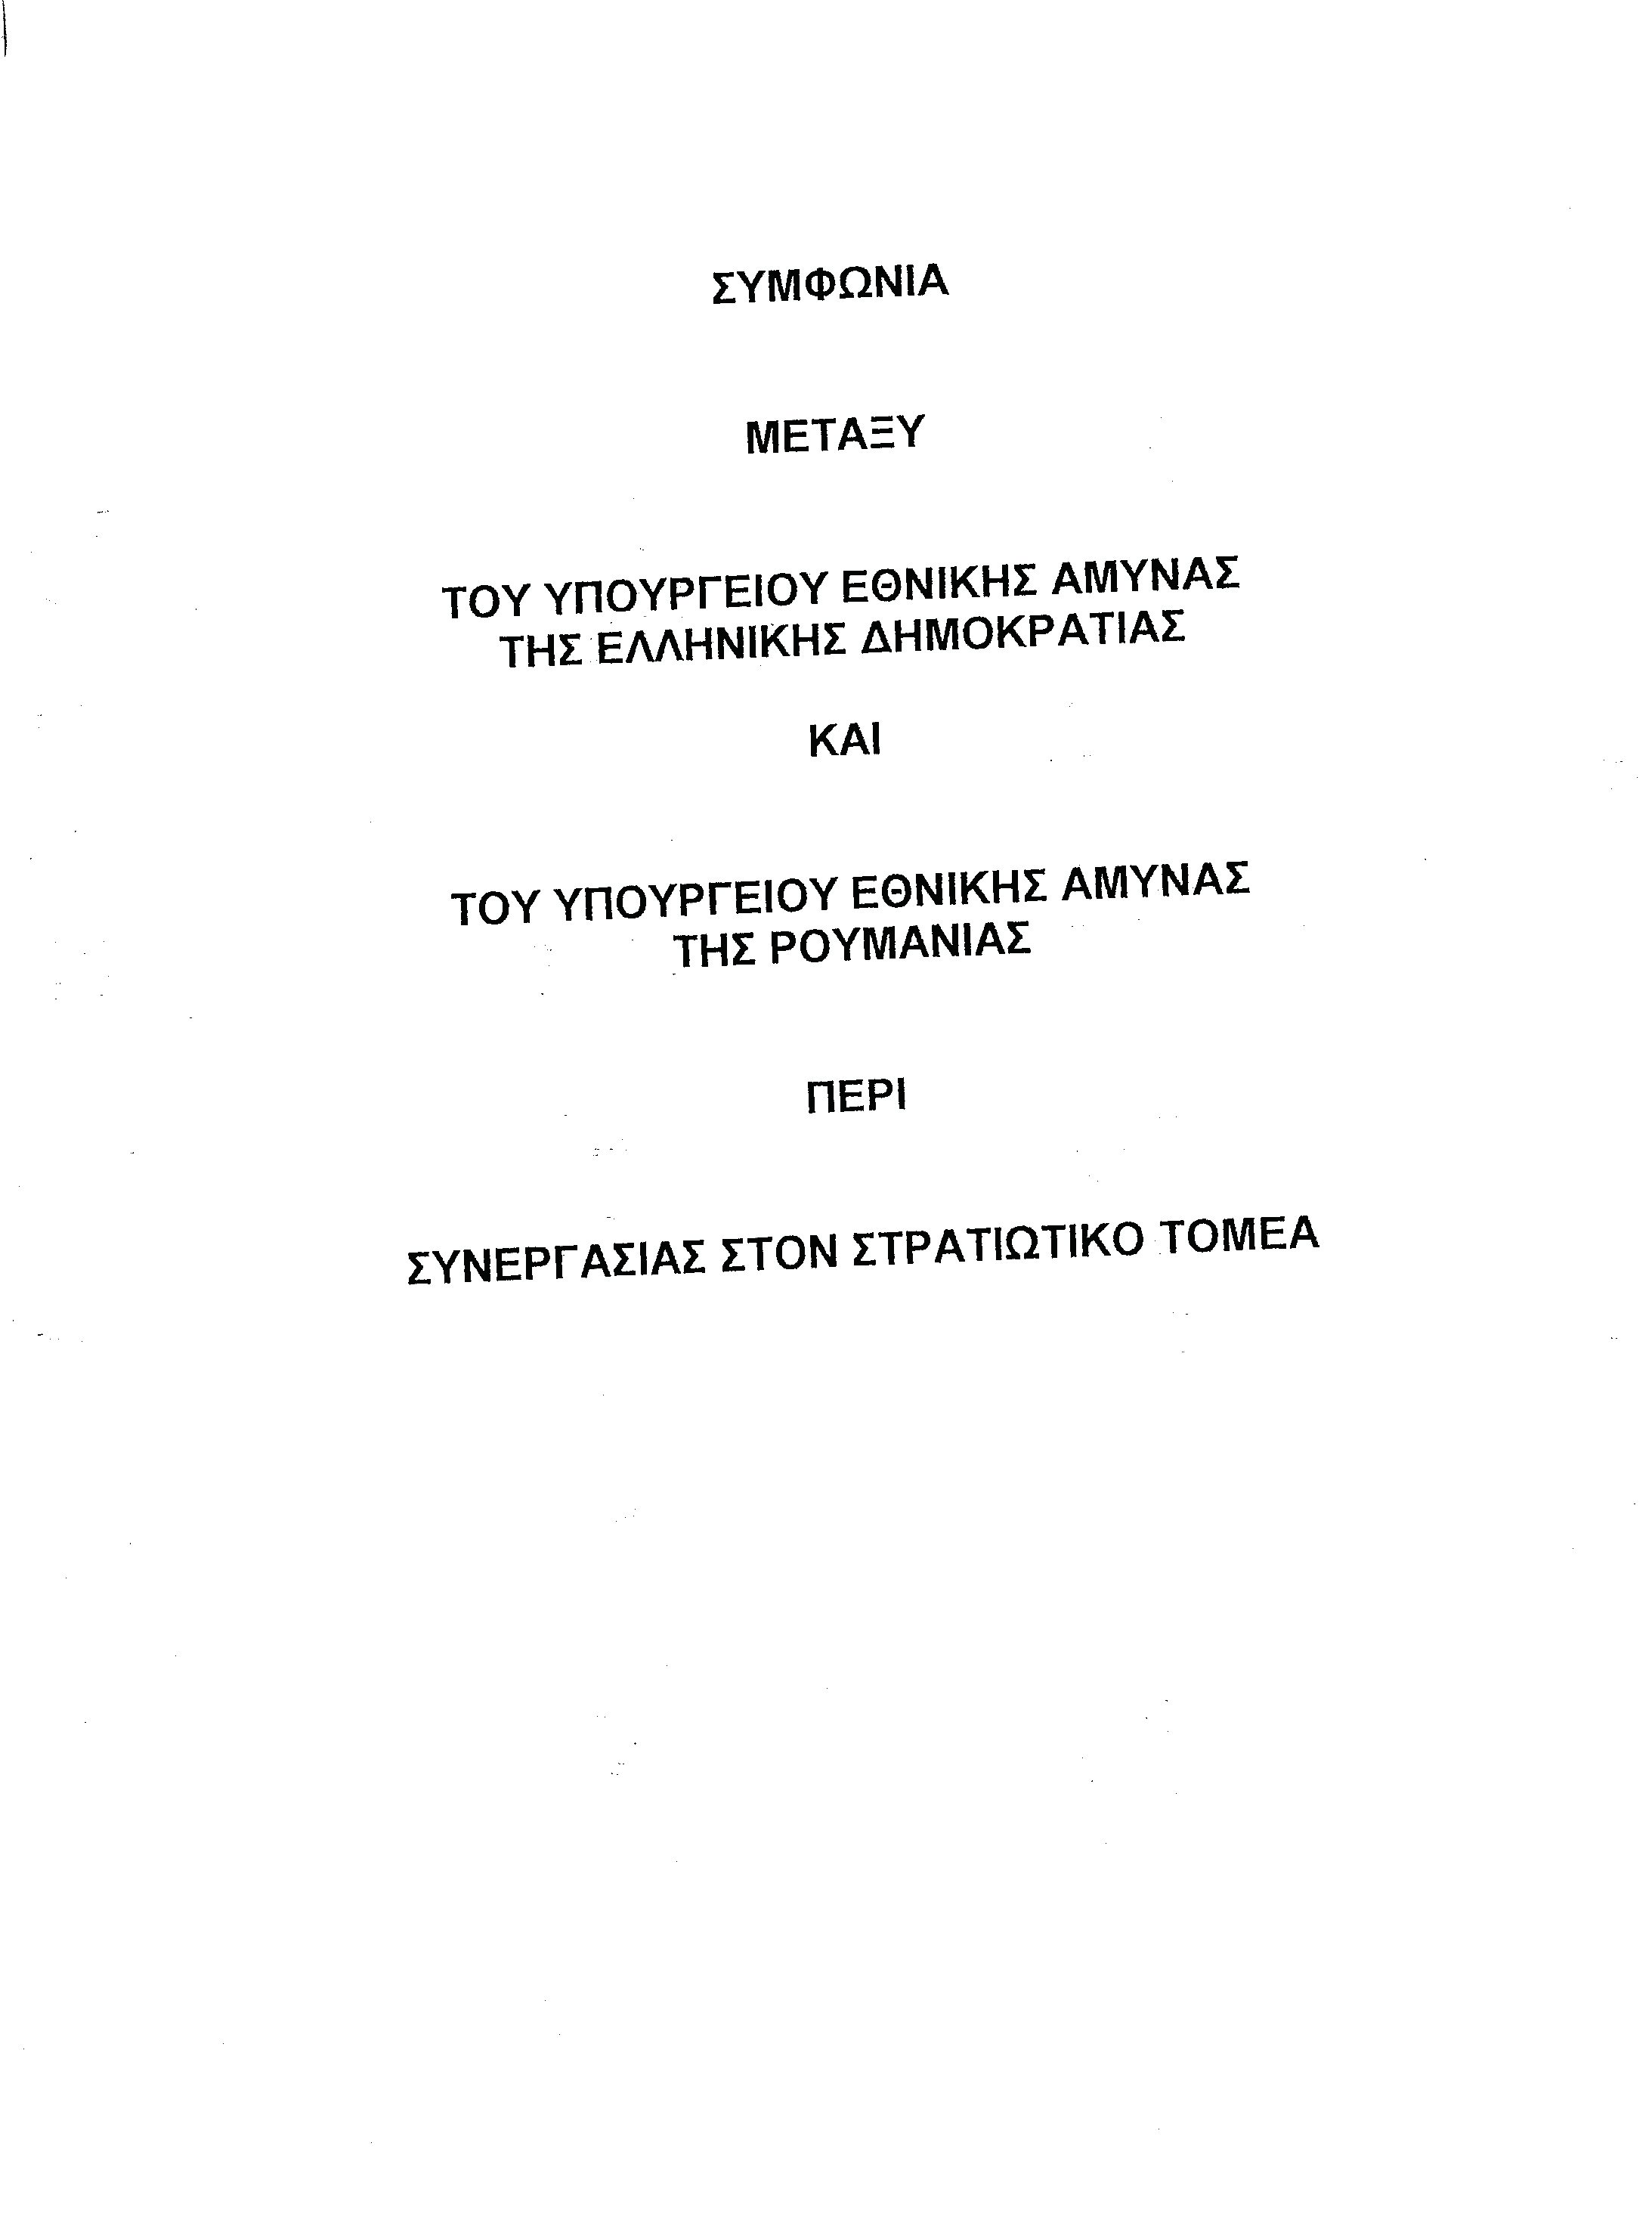 ΣΥΜΦΩΝΙΑ
ΜΕΤΑΞΥ
ΤΟΥ ΥΠΟΥΡΓΕΙΟΥ ΕΘΝΙΚΗΣ ΑΜΥΝΑΣ
ΤΗΣ ΕΛΛΗΝΙΚΗΣ ΔΗΜΟΚΡΑΤΙΑΣ
ΚΑΙ
ΤΟΥ ΥΠΟΥΡΓΕΙΟΥ ΕΘΝΙΚΗΣ ΑΜΥΝΑΣ
ΤΗΣ ΡΟΥΜΑΝΙΑΣ
ΠΕΡΙ
ΣΥΝΕΡΓΑΣΙΑΣ ΣΤΟΝ ΣΤΡΑΤΙΩΤΙΚΟ ΤΟΜΕΑ